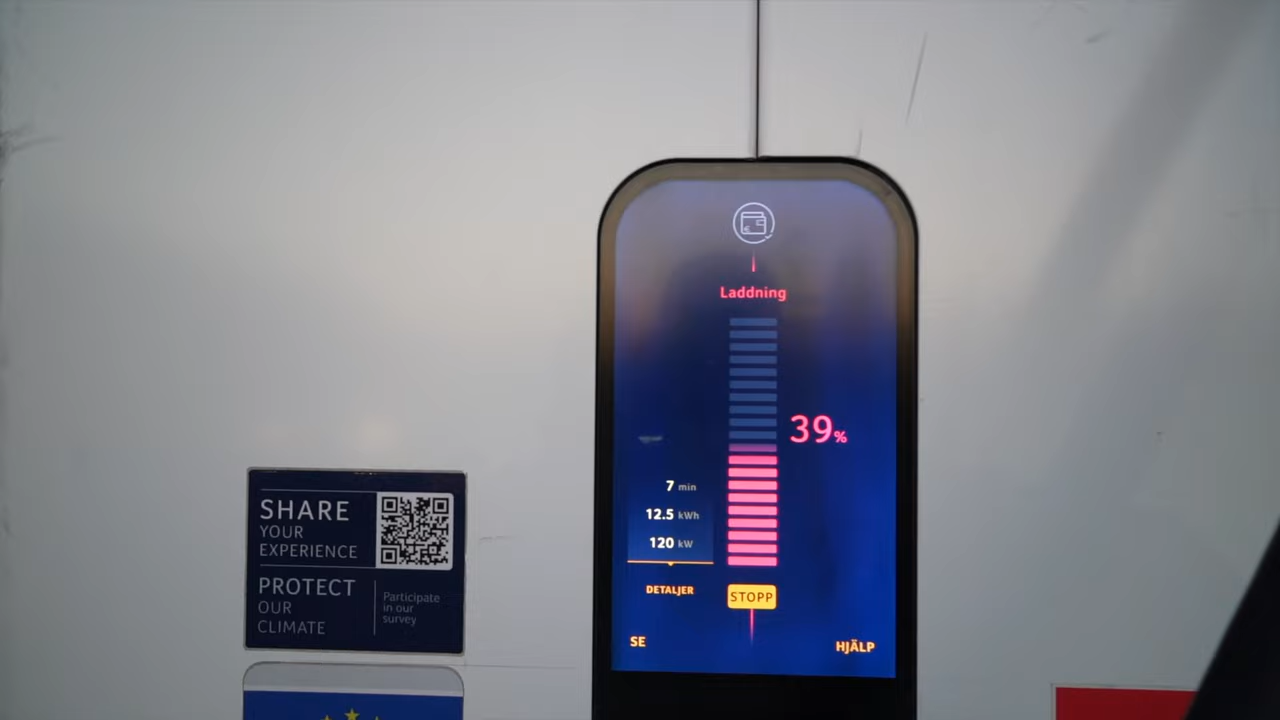 SHARE
YOUR
EXPERIENCE
PROTECT
OUR
CLIMATE
Participate
in our
survey
Laddning
39%
7 min
12.5 kWh
120 kW
DETALJER
STOPP
SE
HJÄLP